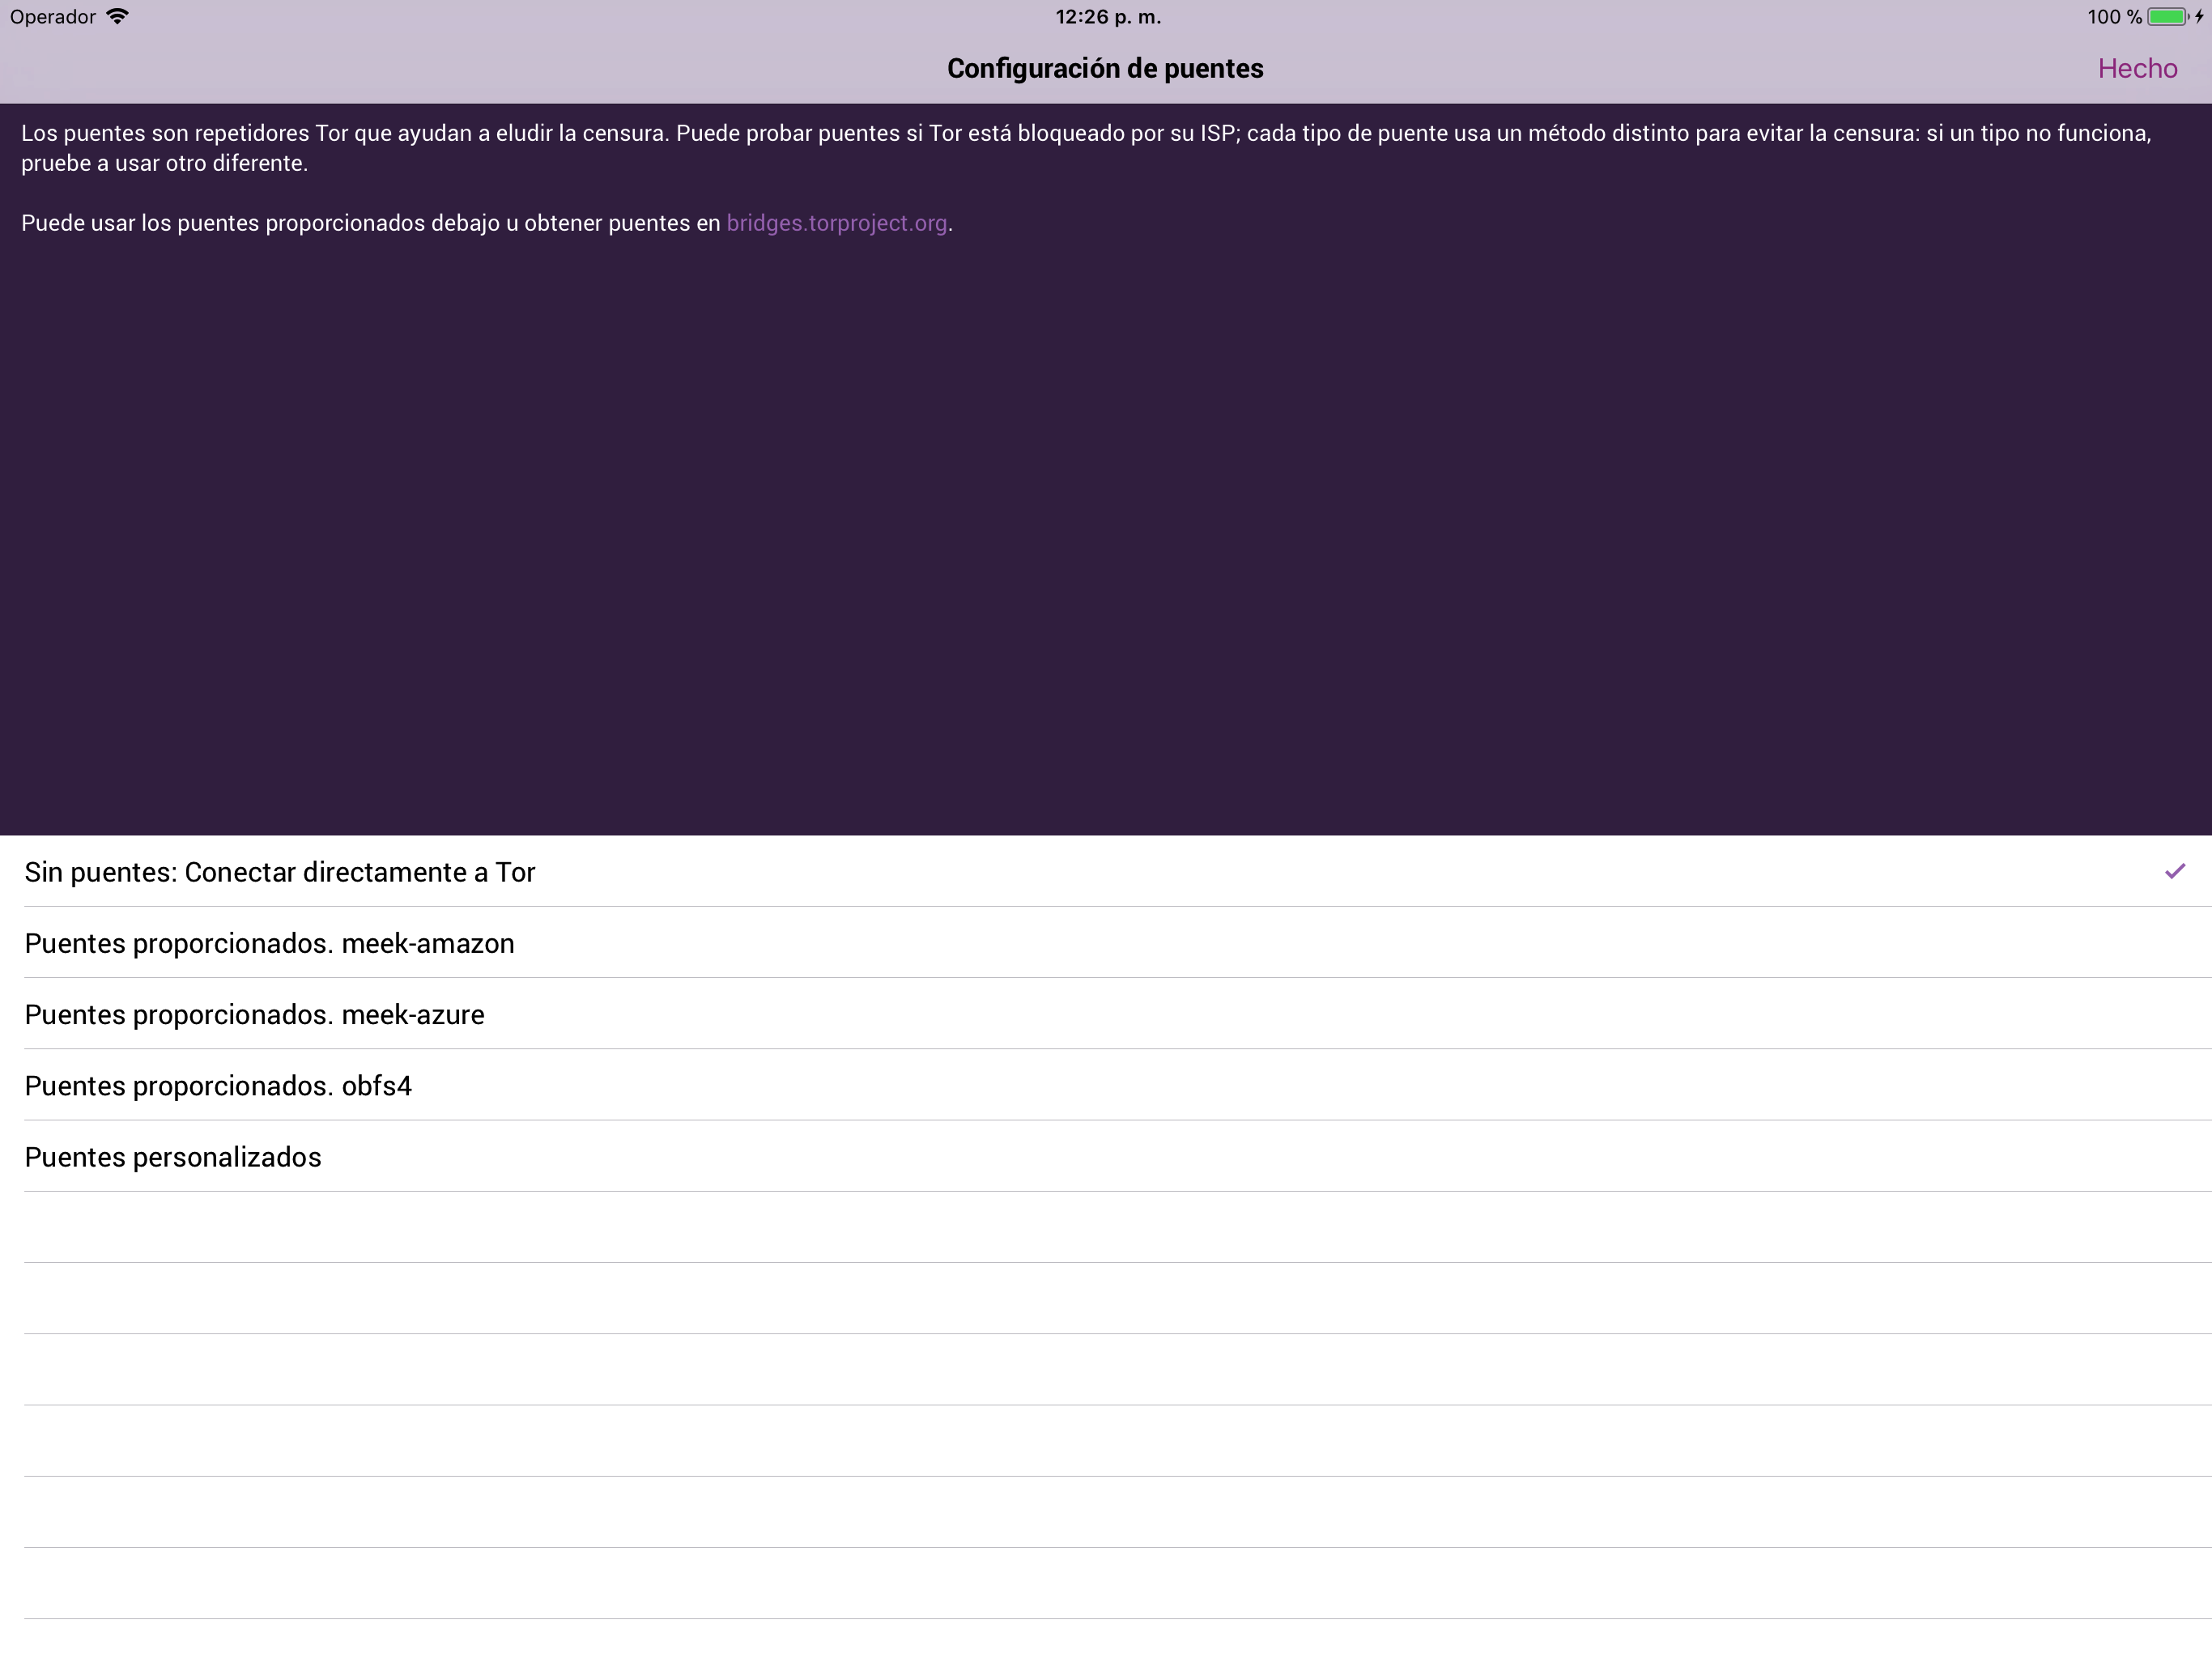 Operador
12:26 p. m.
100 %
Configuración de puentes
Hecho
Los puentes son repetidores Tor que ayudan a eludir la censura. Puede probar puentes si Tor está bloqueado por su ISP; cada tipo de puente usa un método distinto para evitar la censura: si un tipo no funciona,
pruebe a usar otro diferente.
Puede usar los puentes proporcionados debajo u obtener puentes en bridges.torproject.org.
Sin puentes: Conectar directamente a Tor
Puentes proporcionados. meek-amazon
Puentes proporcionados. meek-azure
Puentes proporcionados. obfs4
Puentes personalizados